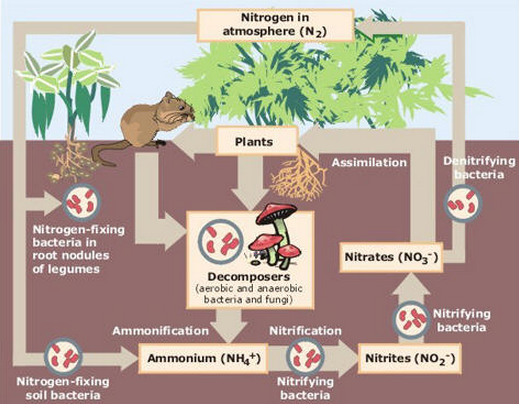 Nitrogen in
atmosphere (N₂)
Plants
Assimilation
Denitrifying
bacteria
Nitrogen-fixing
bacteria in
root nodules
of legumes
Decomposers
(aerobic and anaerobic
bacteria and fungi)
Nitrates (NO₃⁻)
Ammonification
Nitrification
Nitrifying
bacteria
Ammonium (NH₄⁺)
Nitrites (NO₂⁻)
Nitrogen-fixing
soil bacteria
Nitrifying
bacteria